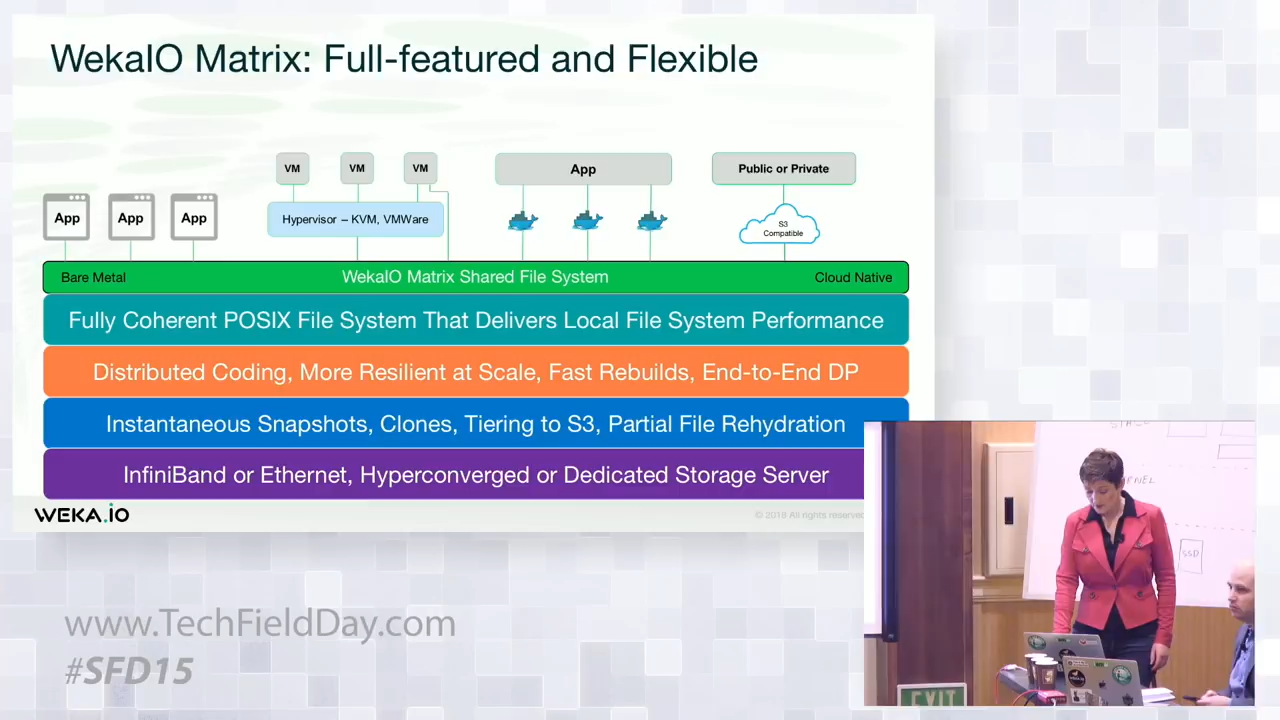 WekaIO Matrix: Full-featured and Flexible
VM VM VM
App
Public or Private
App App App
Hypervisor – KVM, VMWare
S3
Compatible
Bare Metal WekaIO Matrix Shared File System Cloud Native
Fully Coherent POSIX File System That Delivers Local File System Performance
Distributed Coding, More Resilient at Scale, Fast Rebuilds, End-to-End DP
Instantaneous Snapshots, Clones, Tiering to S3, Partial File Rehydration
InfiniBand or Ethernet, Hyperconverged or Dedicated Storage Server
WEKA.iO
© 2018 All rights reserved
SSD
EXIT
www.TechFieldDay.com
#SFD15